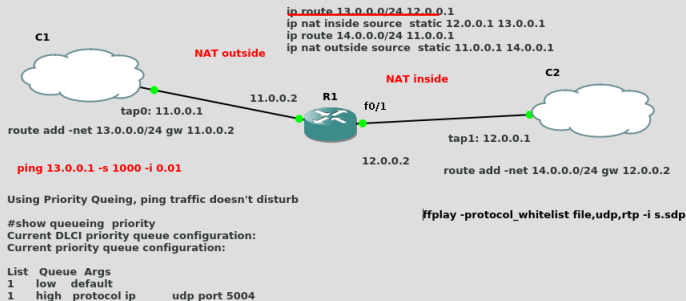 ip route 13.0.0.0/24 12.0.0.1
ip nat inside source static 12.0.0.1 13.0.0.1
ip route 14.0.0.0/24 11.0.0.1
ip nat outside source static 11.0.0.1 14.0.0.1
C1
NAT outside
NAT inside
C2
11.0.0.2
R1
f0/1
tap0: 11.0.0.1
route add -net 13.0.0.0/24 gw 11.0.0.2
tap1: 12.0.0.1
12.0.0.2
ping 13.0.0.1 -s 1000 -i 0.01
route add -net 14.0.0.0/24 gw 12.0.0.2
Using Priority Queing, ping traffic doesn't disturb
ffplay -protocol_whitelist file,udp,rtp -i s.sdp
#show queueing priority
Current DLCI priority queue configuration:
Current priority queue configuration:
List Queue Args
1 low default
1 high protocol ip udp port 5004